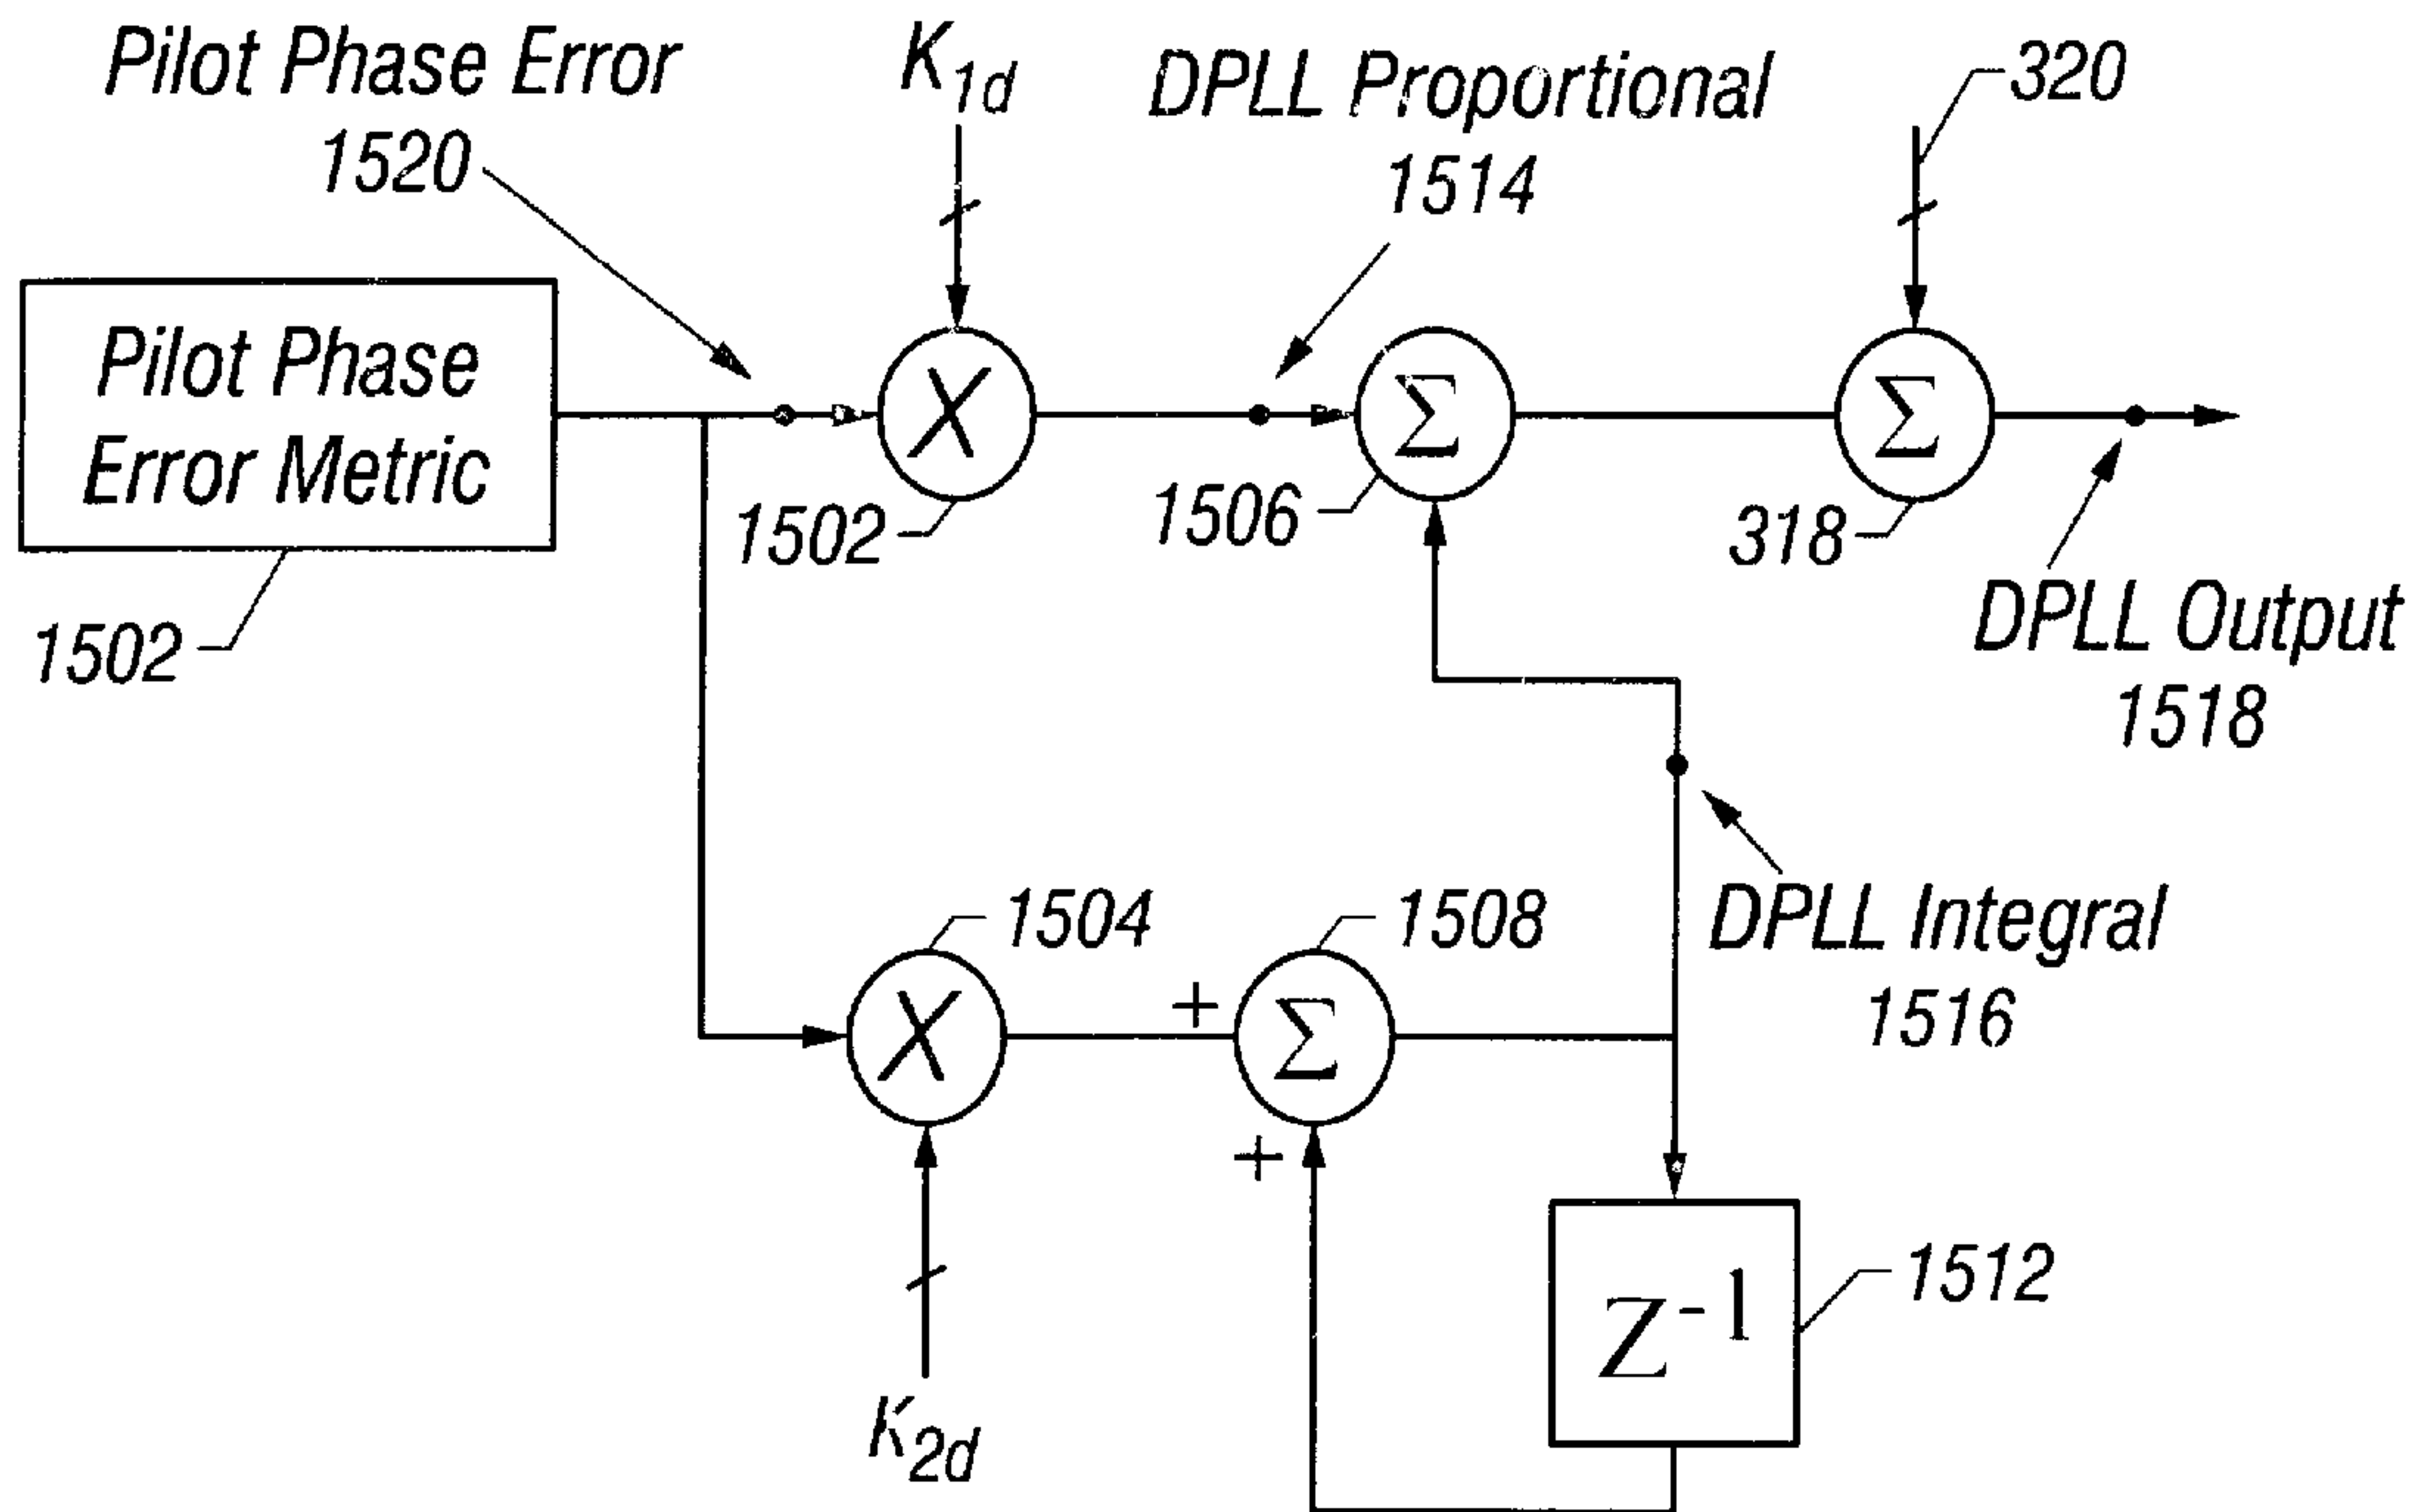 Pilot Phase Error
1520
K1d
DPLL Proportional
1514
320
Pilot Phase
Error Metric
1502
X
1502
Σ
1506
Σ
318
DPLL Output
1518
DPLL Integral
1516
1504
X
+
1508
Σ
+
K2d
Z-1
1512